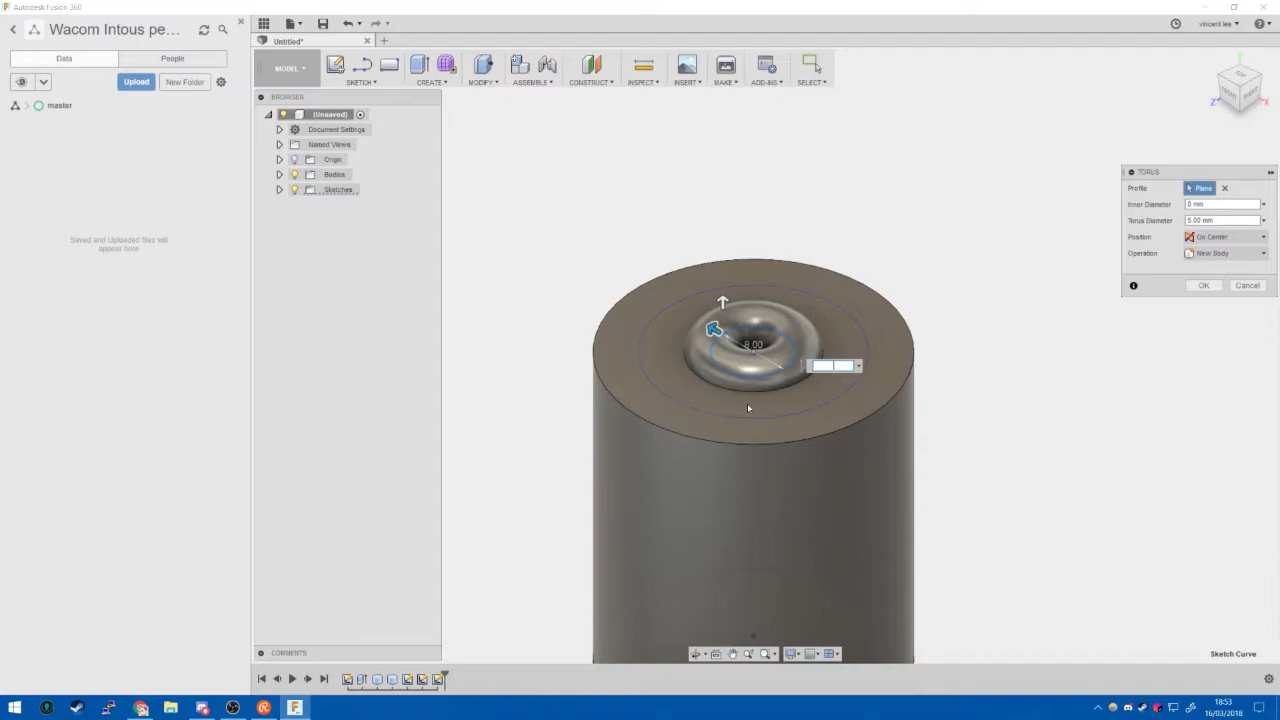 Autodesk Fusion 360
Wacom Intous pe...
Data People
Upload New Folder
master
Saved and Uploaded files will
appear here
vincent lee
Untitled*
MODEL
SKETCH CREATE MODIFY ASSEMBLE CONSTRUCT INSPECT INSERT MAKE ADD-INS SELECT
BROWSER
(Unsaved)
Document Settings
Named Views
Origin
Bodies
Sketches
FRONT RIGHT
Z X
TORUS
Profile Plane
Inner Diameter 8 mm
Torus Diameter 5.00 mm
Position On Center
Operation New Body
OK Cancel
8.00
COMMENTS
Sketch Curve
18:53
16/03/2018